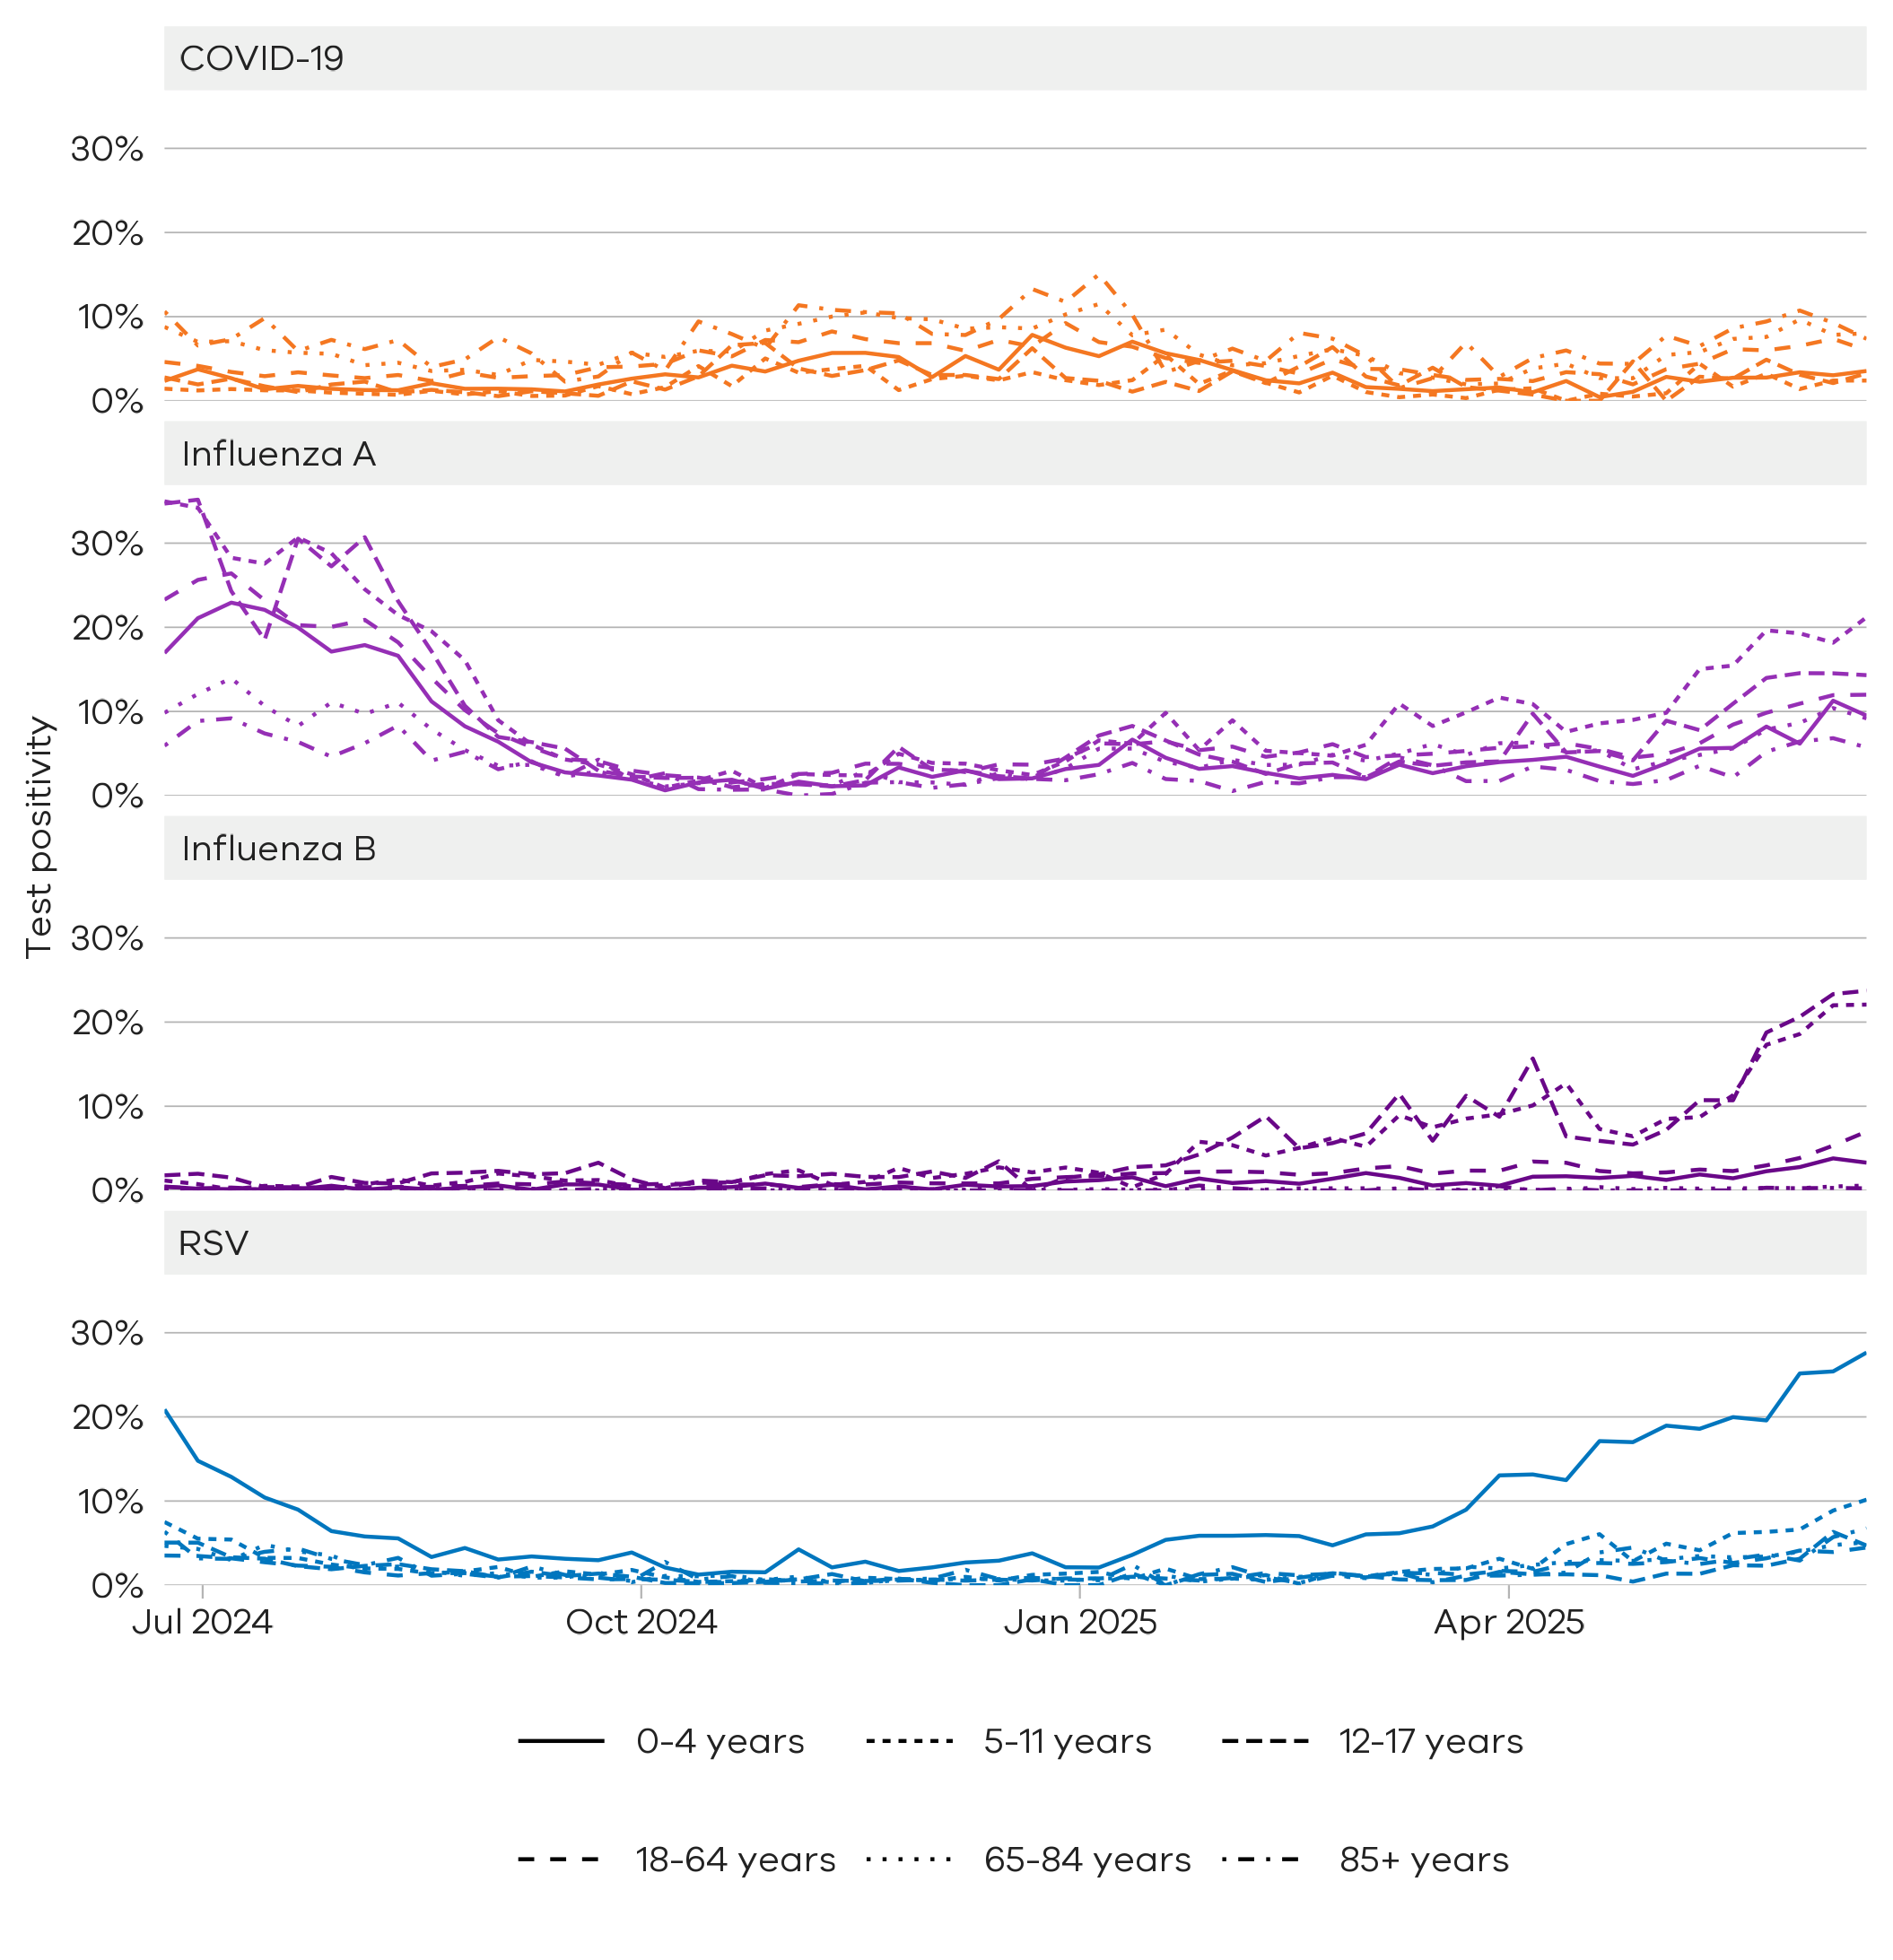 COVID-19
30%
20%
10%
0%
Influenza A
30%
20%
10%
0%
Test positivity
Influenza B
30%
20%
10%
0%
RSV
30%
20%
10%
0%
Jul 2024 Oct 2024 Jan 2025 Apr 2025
0-4 years 5-11 years 12-17 years
18-64 years 65-84 years 85+ years